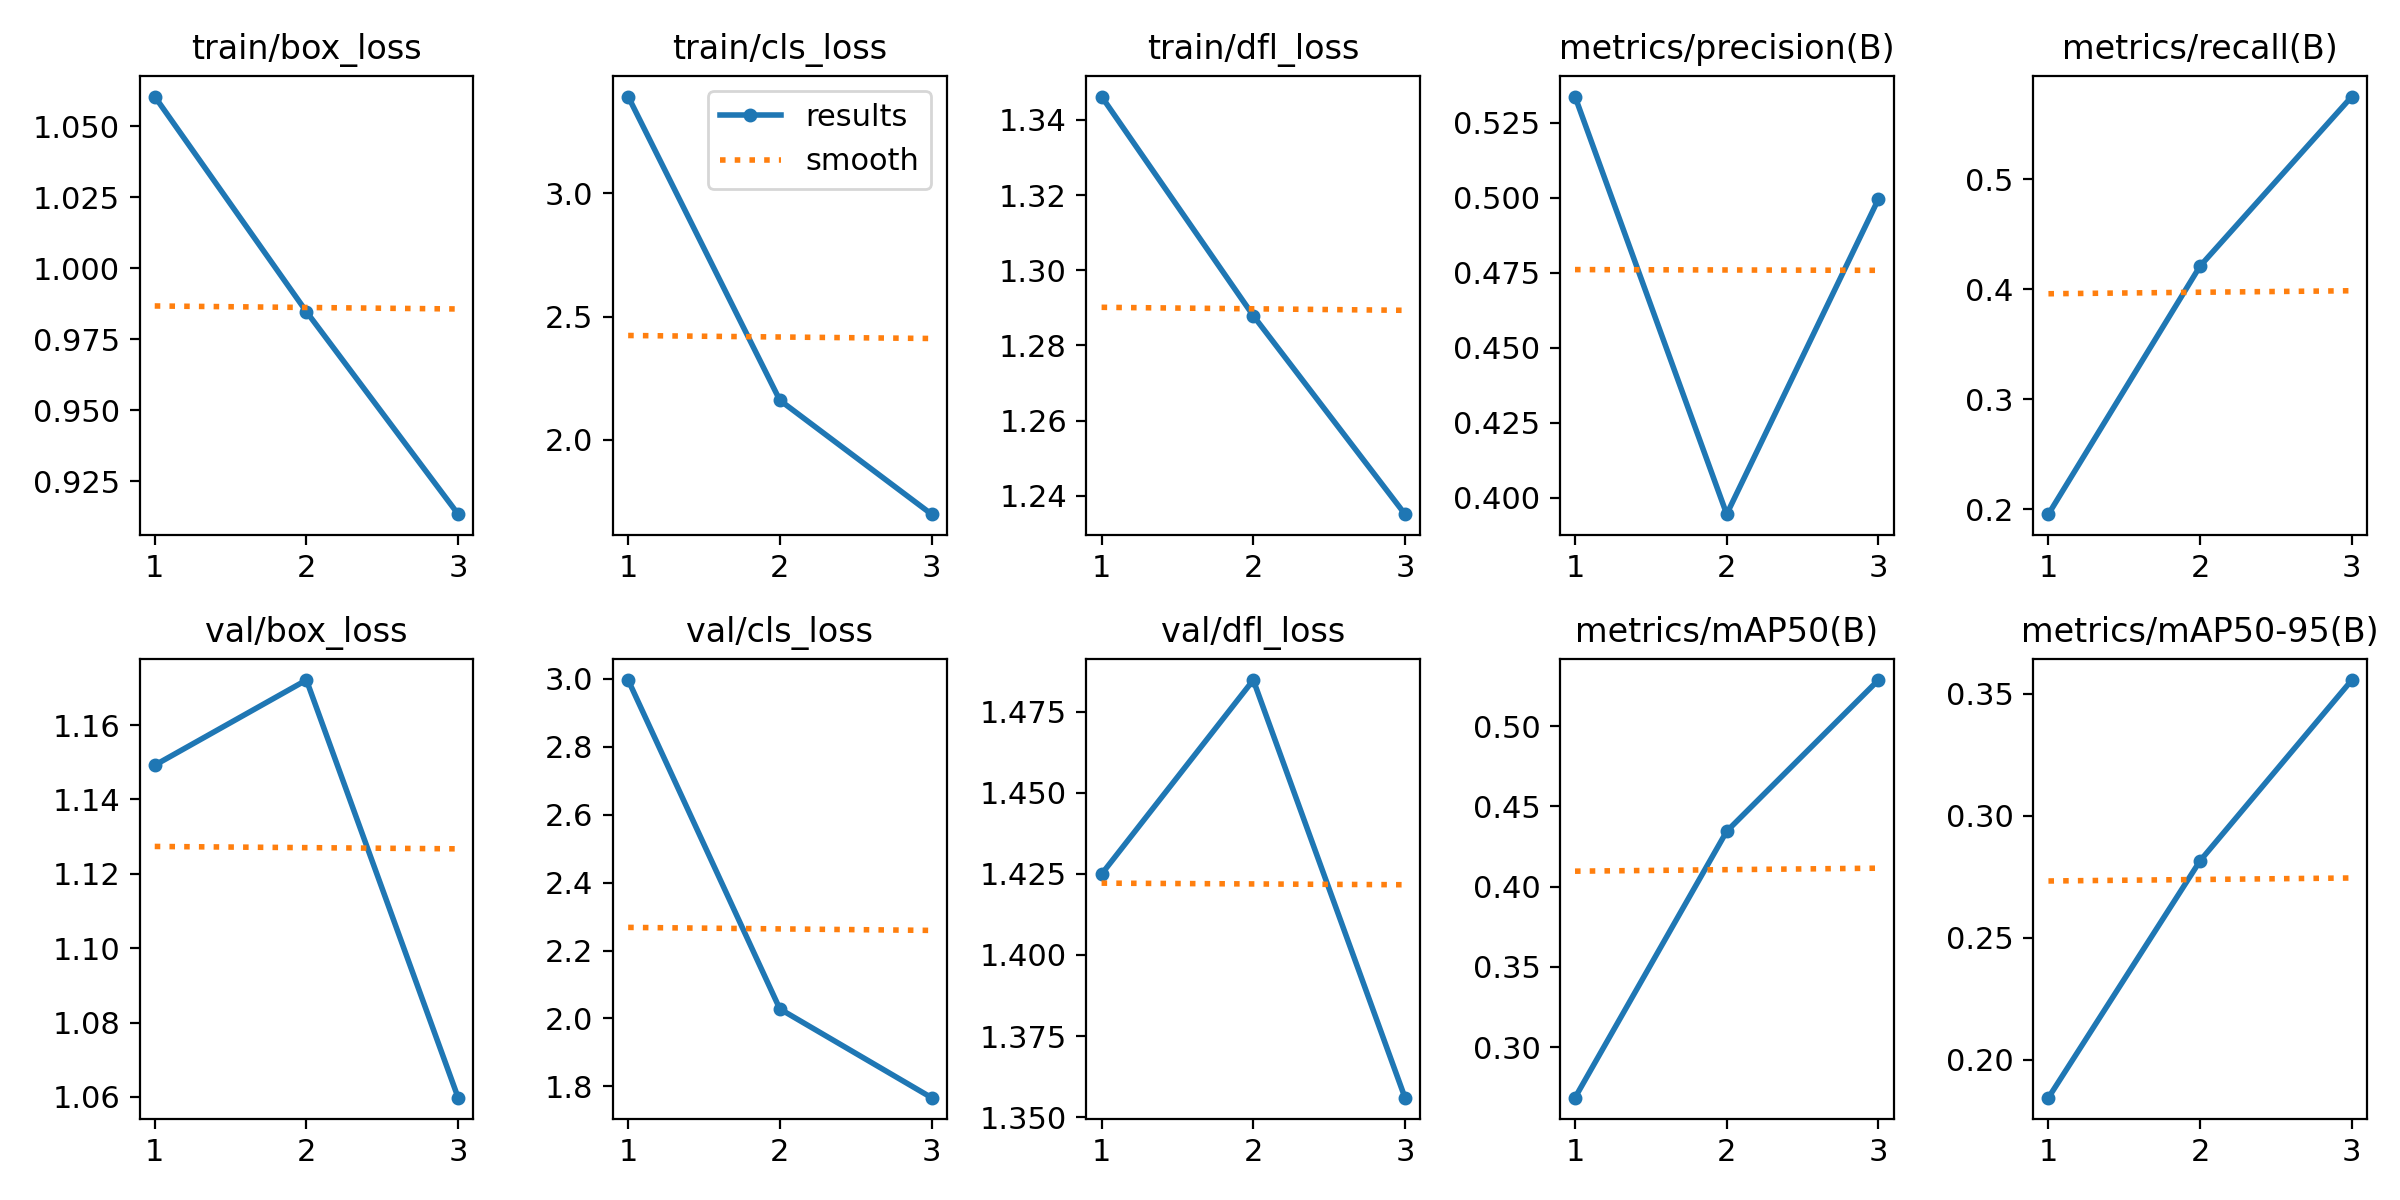 train/box_loss
1.050
1.025
1.000
0.975
0.950
0.925
1 2 3
train/cls_loss
results
smooth
3.0
2.5
2.0
1 2 3
train/dfl_loss
1.34
1.32
1.30
1.28
1.26
1.24
1 2 3
metrics/precision(B)
0.525
0.500
0.475
0.450
0.425
0.400
1 2 3
metrics/recall(B)
0.5
0.4
0.3
0.2
1 2 3
val/box_loss
1.16
1.14
1.12
1.10
1.08
1.06
1 2 3
val/cls_loss
3.0
2.8
2.6
2.4
2.2
2.0
1.8
1 2 3
val/dfl_loss
1.475
1.450
1.425
1.400
1.375
1.350
1 2 3
metrics/mAP50(B)
0.50
0.45
0.40
0.35
0.30
1 2 3
metrics/mAP50-95(B)
0.35
0.30
0.25
0.20
1 2 3